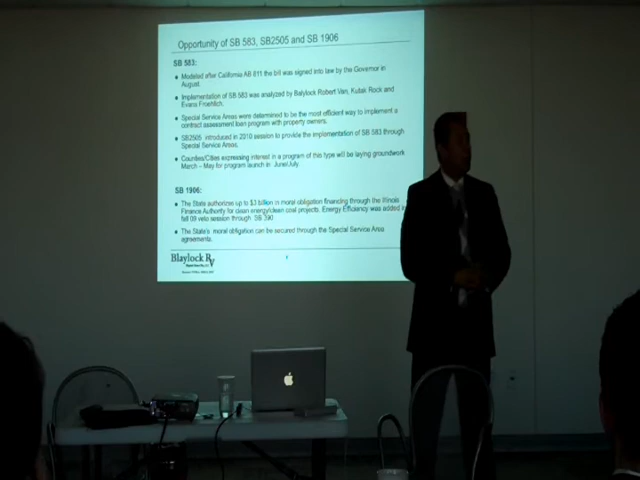 Opportunity of SB 583, SB2505 and SB 1906
SB 583:
Modeled after California AB 811 the bill was signed into law by the Governor in
August.
Implementation of SB 583 was analyzed by Balylock Robert Van, Kutak Rock and
Evans Froehlich.
Special Service Areas were determined to be the most efficient way to implement a
contract assessment loan program with property owners.
SB2505 introduced in 2010 session to provide the implementation of SB 583 through
Special Service Areas.
Counties/Cities expressing interest in a program of this type will be laying groundwork
March – May for program launch in June/July.
SB 1906:
The State authorizes up to $3 billion in moral obligation financing through the Illinois
Finance Authority for clean energy/clean coal projects. Energy Efficiency was added in
fall 09 veto session through SB 390
The State's moral obligation can be secured through the Special Service Area
agreements.
Blaylock RV